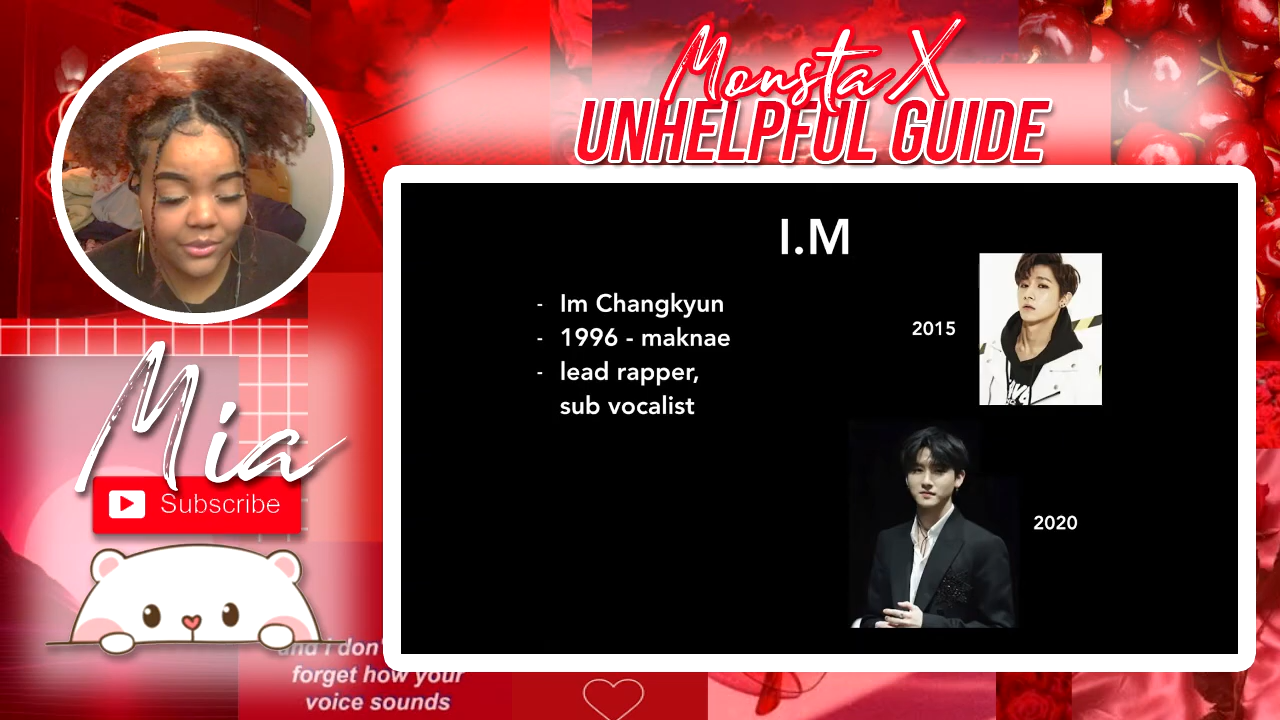 Monsta X
UNHELPFUL GUIDE
I.M
- Im Changkyun
- 1996 - maknae
- lead rapper,
sub vocalist
2015
2020
Mia
Subscribe
and i don'
forget how your
voice sounds